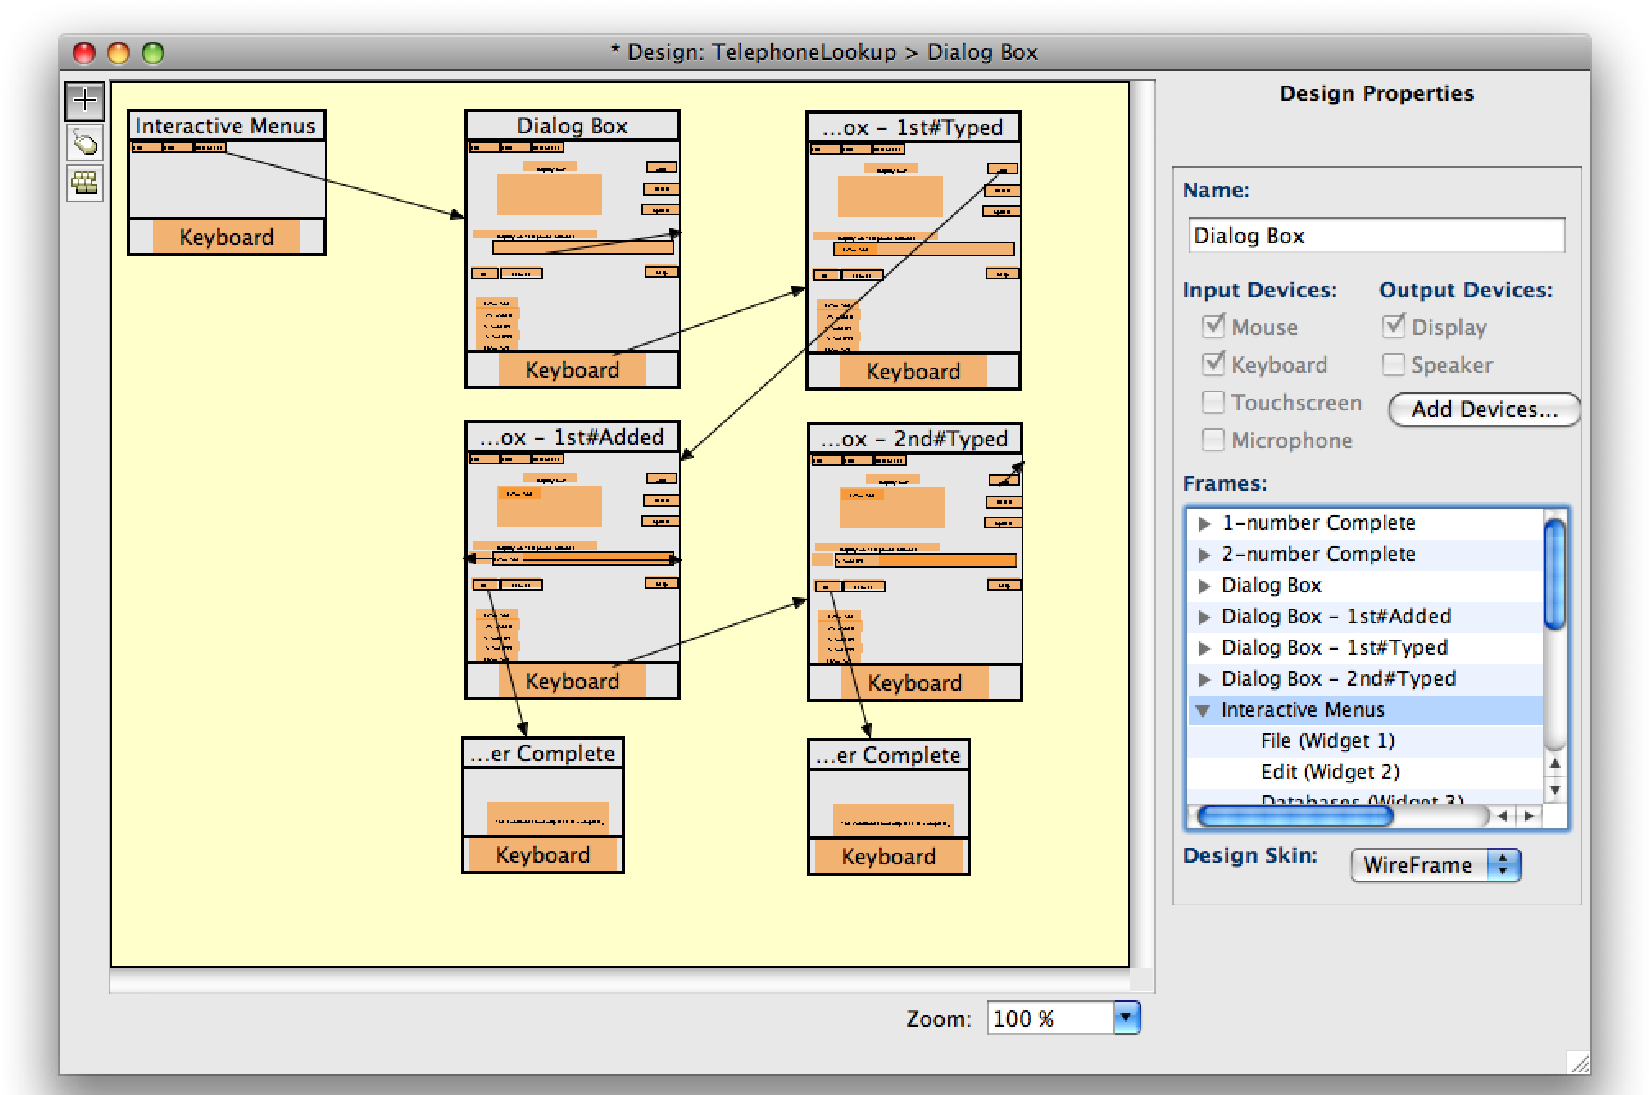 * Design: TelephoneLookup > Dialog Box
Interactive Menus
Keyboard
Dialog Box
Keyboard
...ox - 1st#Typed
Keyboard
...ox - 1st#Added
Keyboard
...ox - 2nd#Typed
Keyboard
...er Complete
Keyboard
...er Complete
Keyboard
Zoom: 100 %
Design Properties
Name:
Dialog Box
Input Devices: Output Devices:
Mouse Display
Keyboard Speaker
Touchscreen Add Devices...
Microphone
Frames:
1-number Complete
2-number Complete
Dialog Box
Dialog Box - 1st#Added
Dialog Box - 1st#Typed
Dialog Box - 2nd#Typed
Interactive Menus
File (Widget 1)
Edit (Widget 2)
Databases (Widget 3)
Design Skin: WireFrame